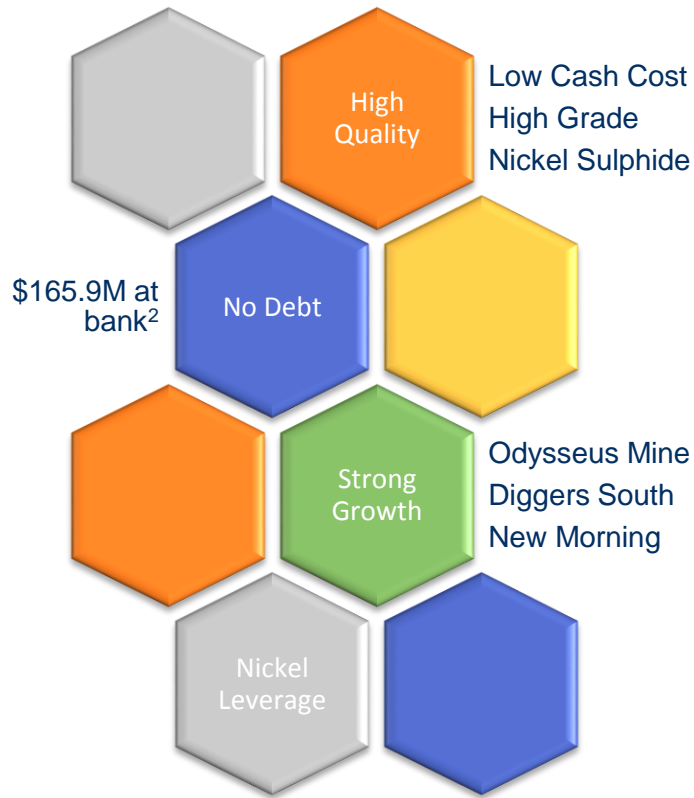 High
Quality
Low Cash Cost
High Grade
Nickel Sulphide
$165.9M at
bank²
No Debt
Strong
Growth
Odysseus Mine
Diggers South
New Morning
Nickel
Leverage